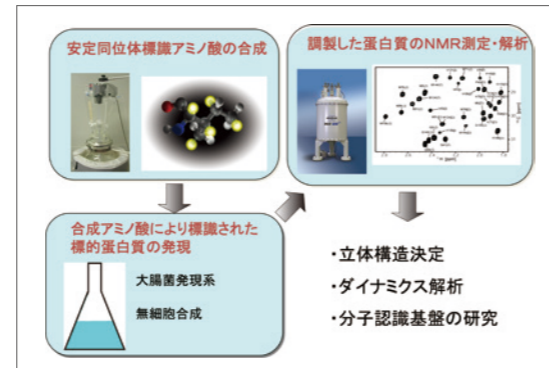 安定同位体標識アミノ酸の合成
調製した蛋白質のNMR測定・解析
合成アミノ酸により標識された
標的蛋白質の発現
大腸菌発現系
無細胞合成
・立体構造決定
・ダイナミクス解析
・分子認識基盤の研究